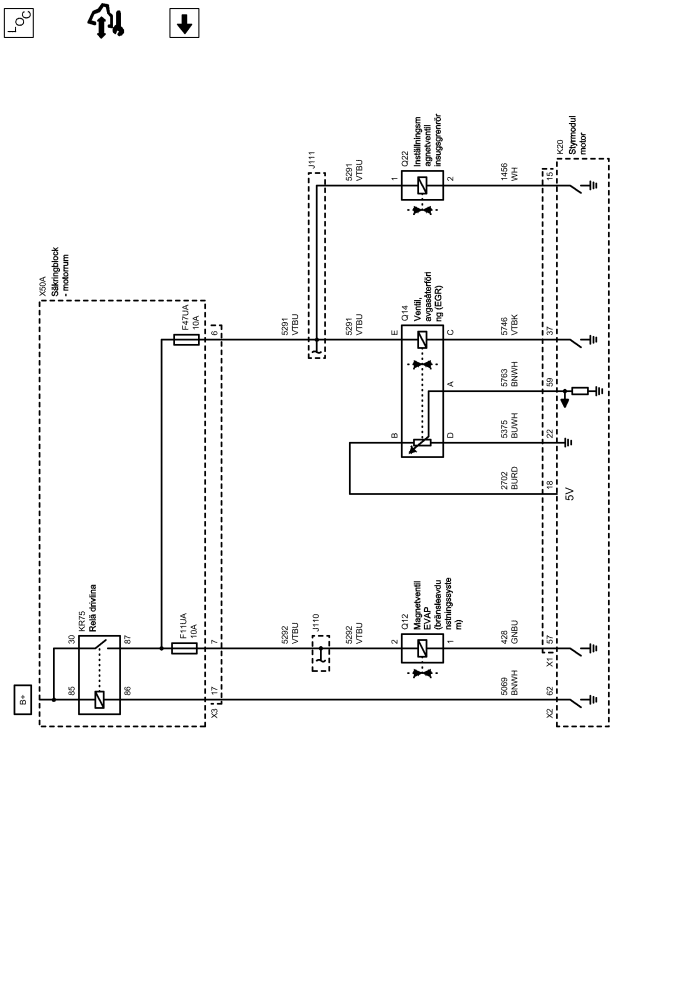 LOC
B+
X50A
Säkringblock
- motorrum
KR75
Relä drivlina
85
30
86
87
F11UA
10A
F47UA
10A
X3
17
7
6
5292
VTBU
J110
5292
VTBU
5291
VTBU
J111
5291
VTBU
5291
VTBU
2
Q12
Magnetventil
EVAP
(bränsleavdu
nstningssyste
m)
1
B
E
Q14
Ventil,
avgasåterföri
ng (EGR)
D
A
C
1
Q22
Inställningsm
agnetventil
insugsgrenrör
2
5069
BNWH
428
GNBU
2702
BURD
5375
BUWH
5763
BNWH
5746
VTBK
1456
WH
X2
62
X1
57
18
22
59
37
15
5V
K20
Styrmodul
motor